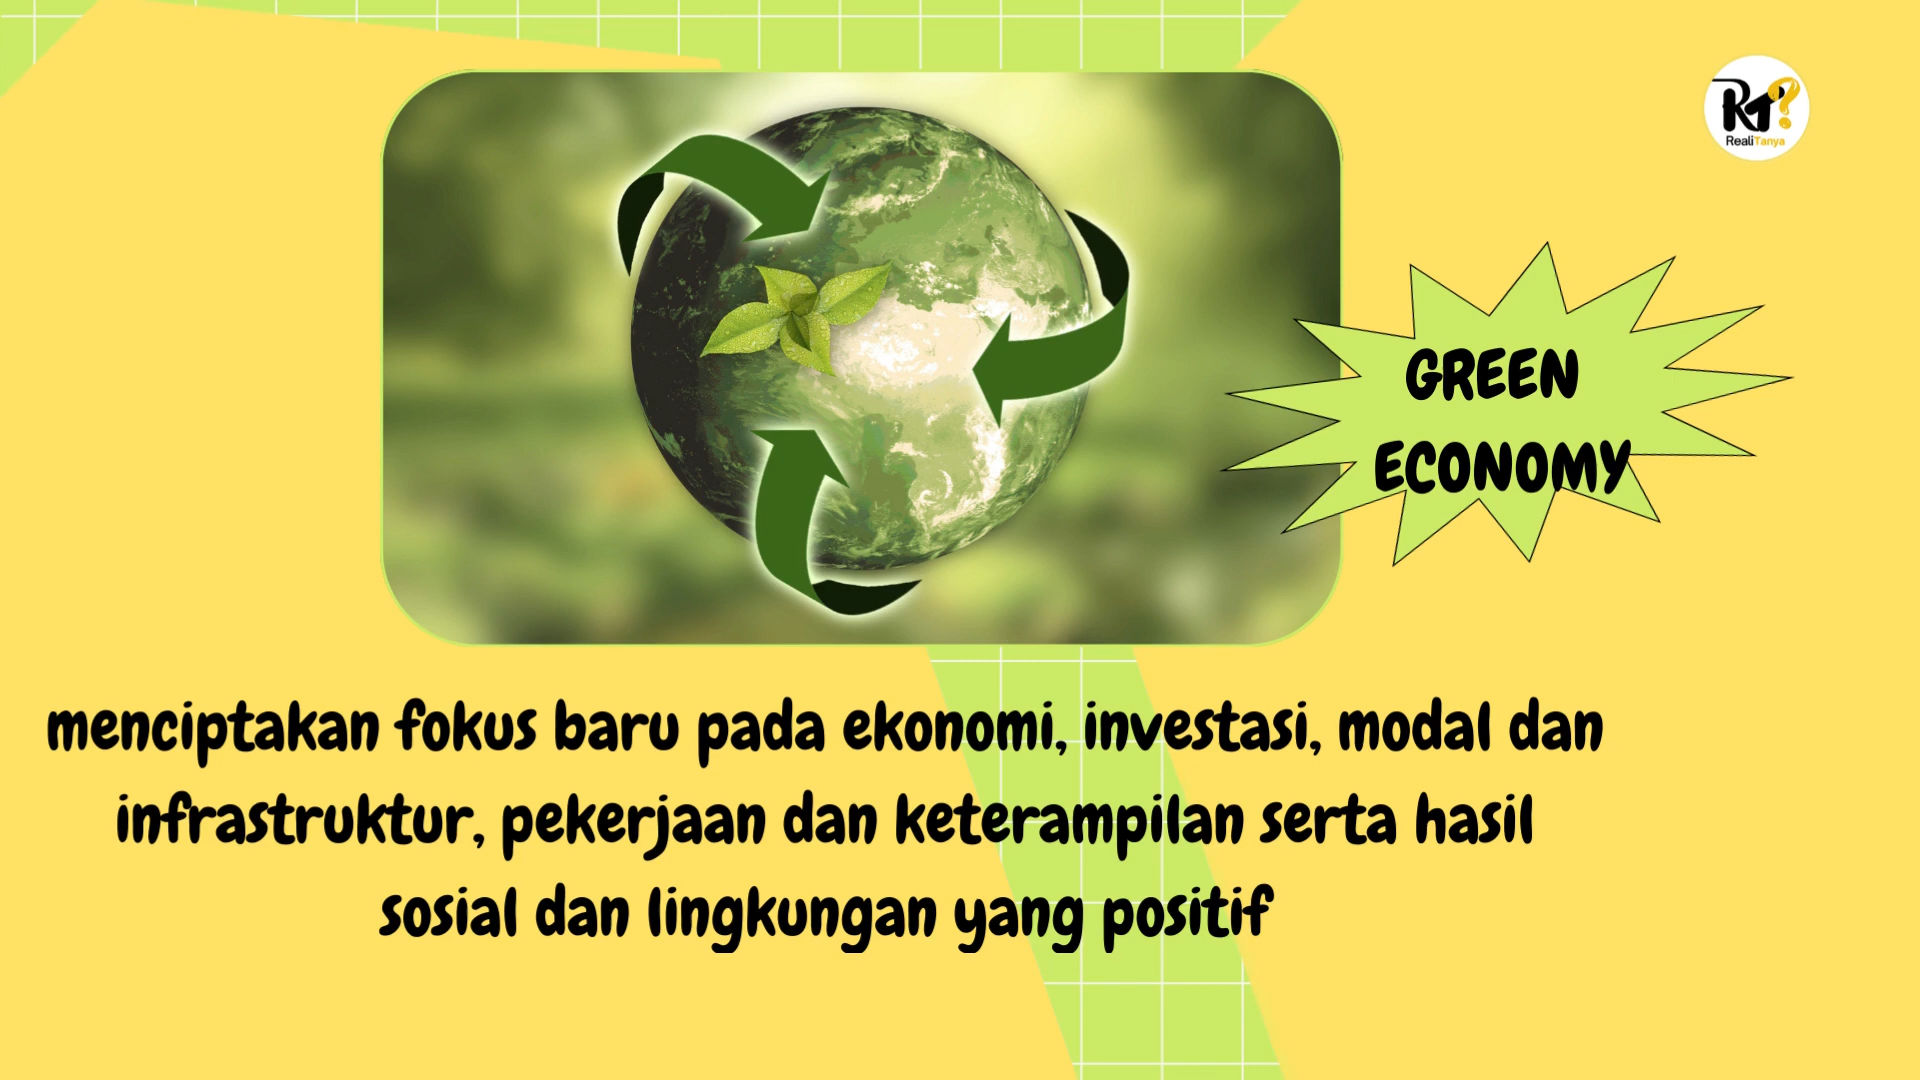 RT?
RealiTanya
GREEN
ECONOMY
menciptakan fokus baru pada ekonomi, investasi, modal dan
infrastruktur, pekerjaan dan keterampilan serta hasil
sosial dan lingkungan yang positif